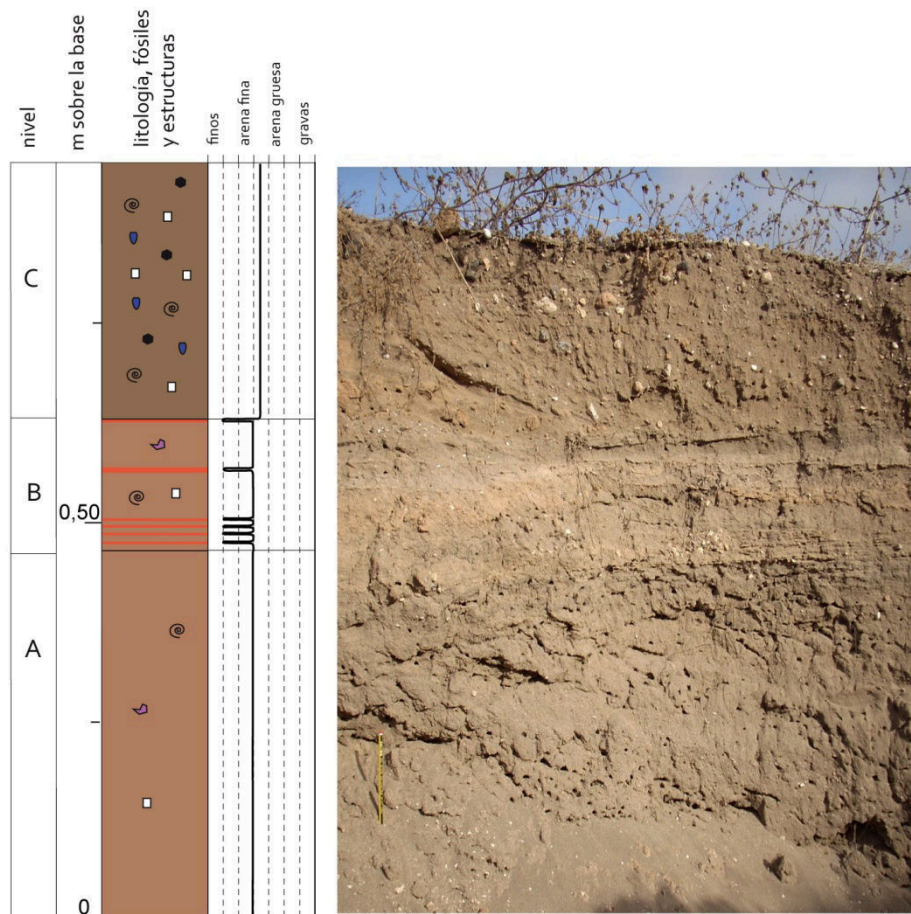 nivel
m sobre la base
litología, fósiles
y estructuras
finos
arena fina
arena gruesa
gravas
C
B
0,50
A
0